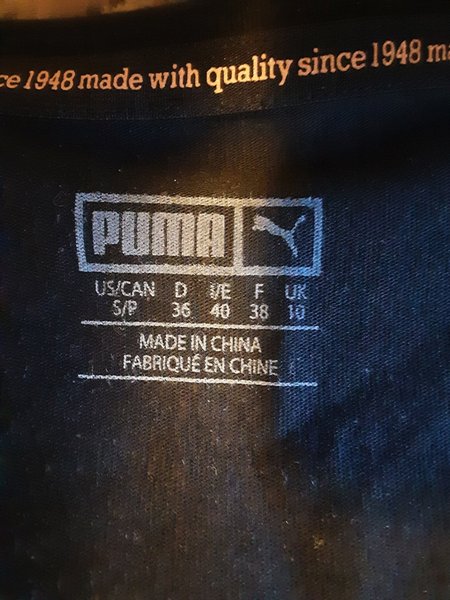 ce 1948 made with quality since 1948 ma
PUMA
US/CAN D I/E F UK
S/P 36 40 38 10
MADE IN CHINA
FABRIQUÉ EN CHINE